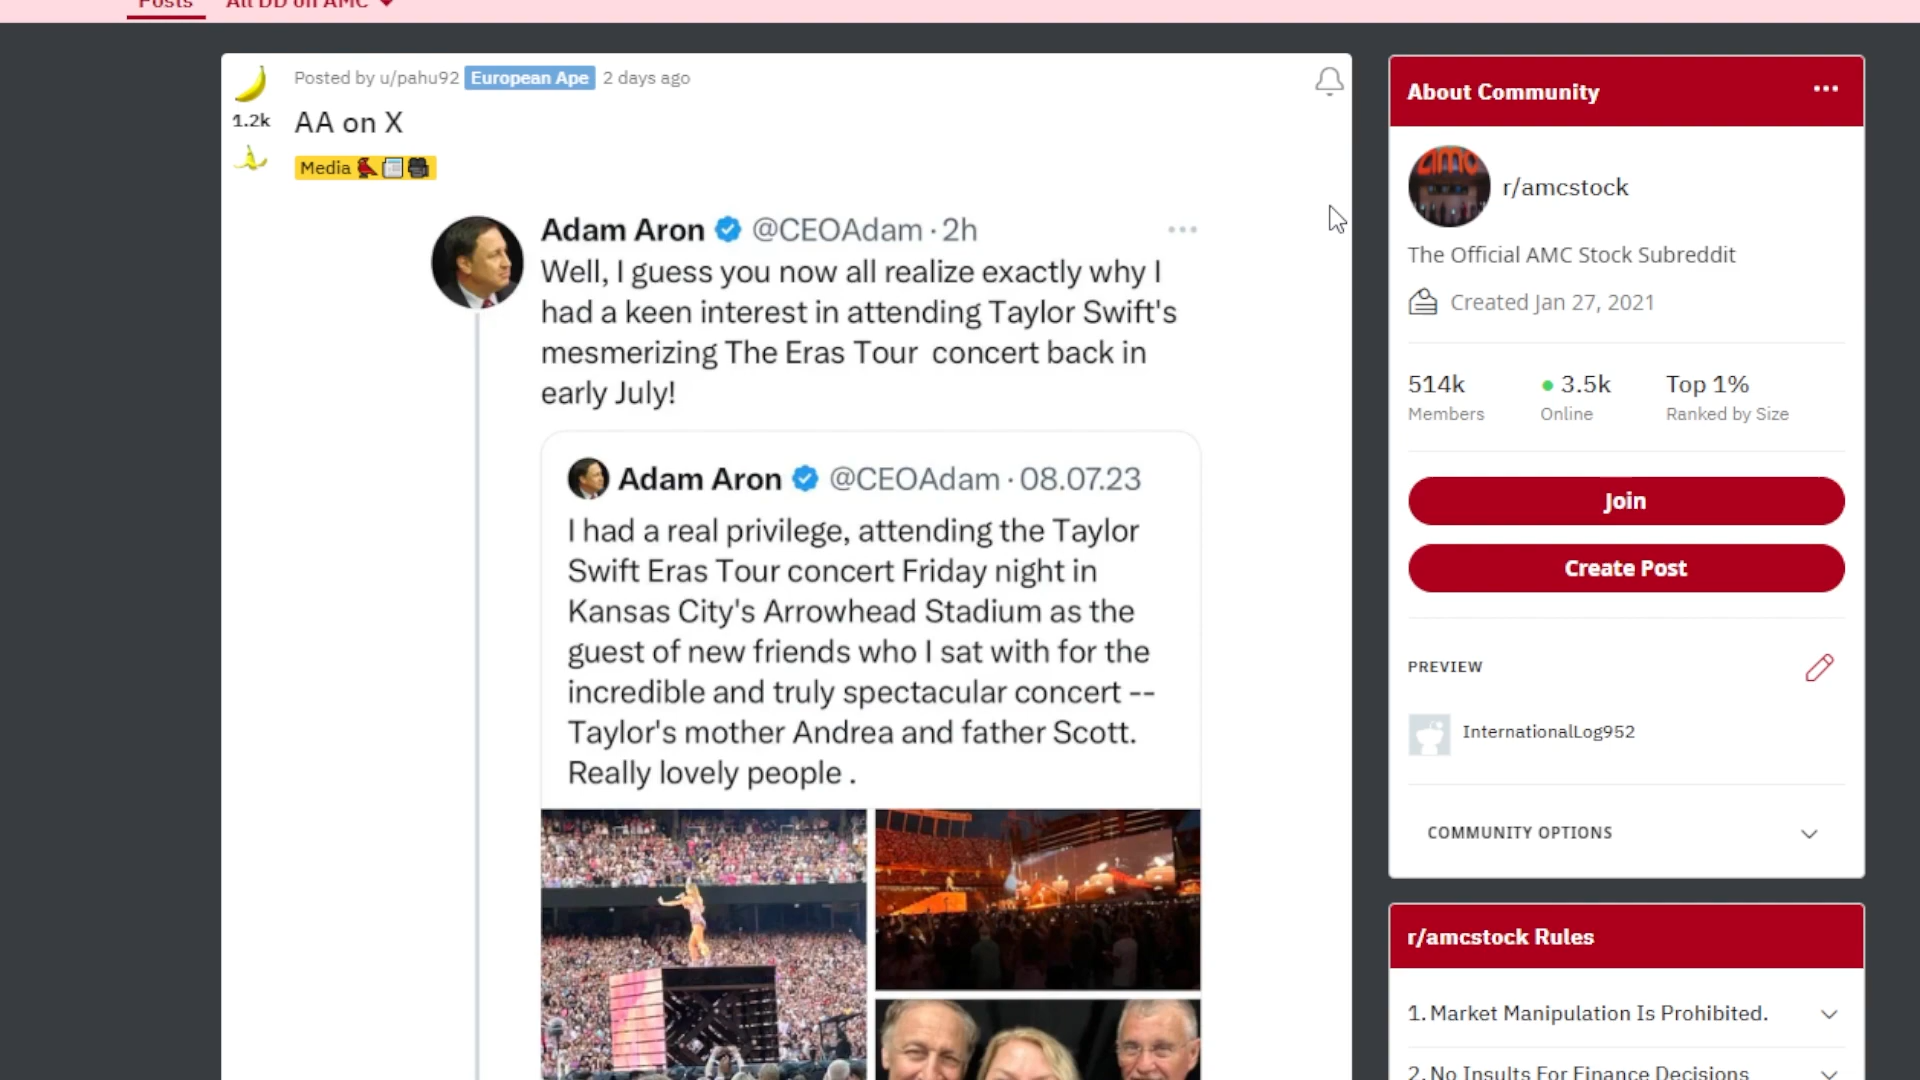 Posts All DD on AMC
Posted by u/pahu92 European Ape 2 days ago
1.2k
AA on X
Media
Adam Aron @CEOAdam · 2h
Well, I guess you now all realize exactly why I
had a keen interest in attending Taylor Swift's
mesmerizing The Eras Tour concert back in
early July!
Adam Aron @CEOAdam · 08.07.23
I had a real privilege, attending the Taylor
Swift Eras Tour concert Friday night in
Kansas City's Arrowhead Stadium as the
guest of new friends who I sat with for the
incredible and truly spectacular concert --
Taylor's mother Andrea and father Scott.
Really lovely people .
About Community
amc
r/amcstock
The Official AMC Stock Subreddit
Created Jan 27, 2021
514k 3.5k Top 1%
Members Online Ranked by Size
Join
Create Post
PREVIEW
InternationalLog952
COMMUNITY OPTIONS
r/amcstock Rules
1. Market Manipulation Is Prohibited.
2. No Insults For Finance Decisions